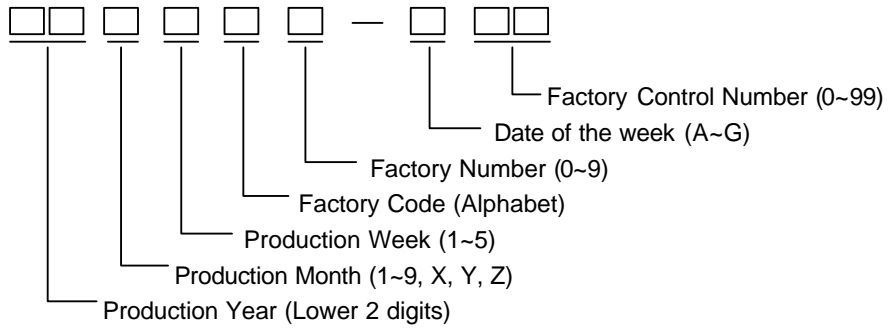 Factory Control Number (0~99)
Date of the week (A~G)
Factory Number (0~9)
Factory Code (Alphabet)
Production Week (1~5)
Production Month (1~9, X, Y, Z)
Production Year (Lower 2 digits)